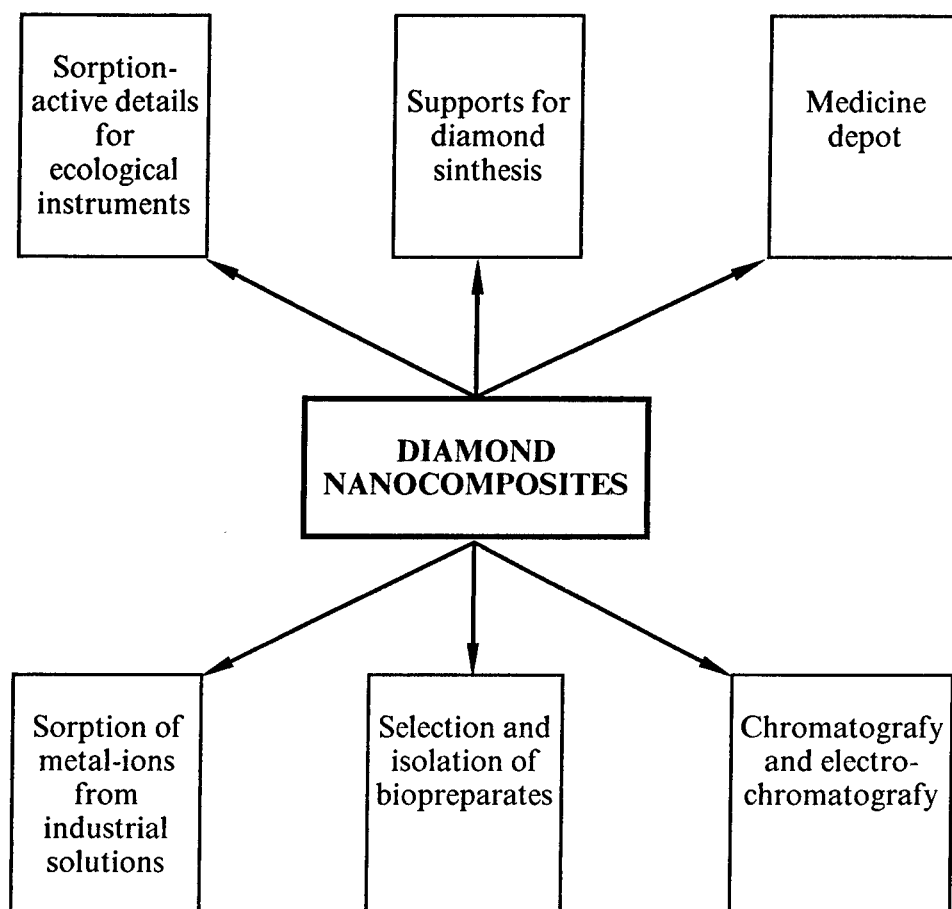 Sorption-
active details
for
ecological
instruments
Supports for
diamond
sinthesis
Medicine
depot
DIAMOND
NANOCOMPOSITES
Sorption of
metal-ions
from
industrial
solutions
Selection and
isolation of
biopreparates
Chromatografy
and electro-
chromatografy